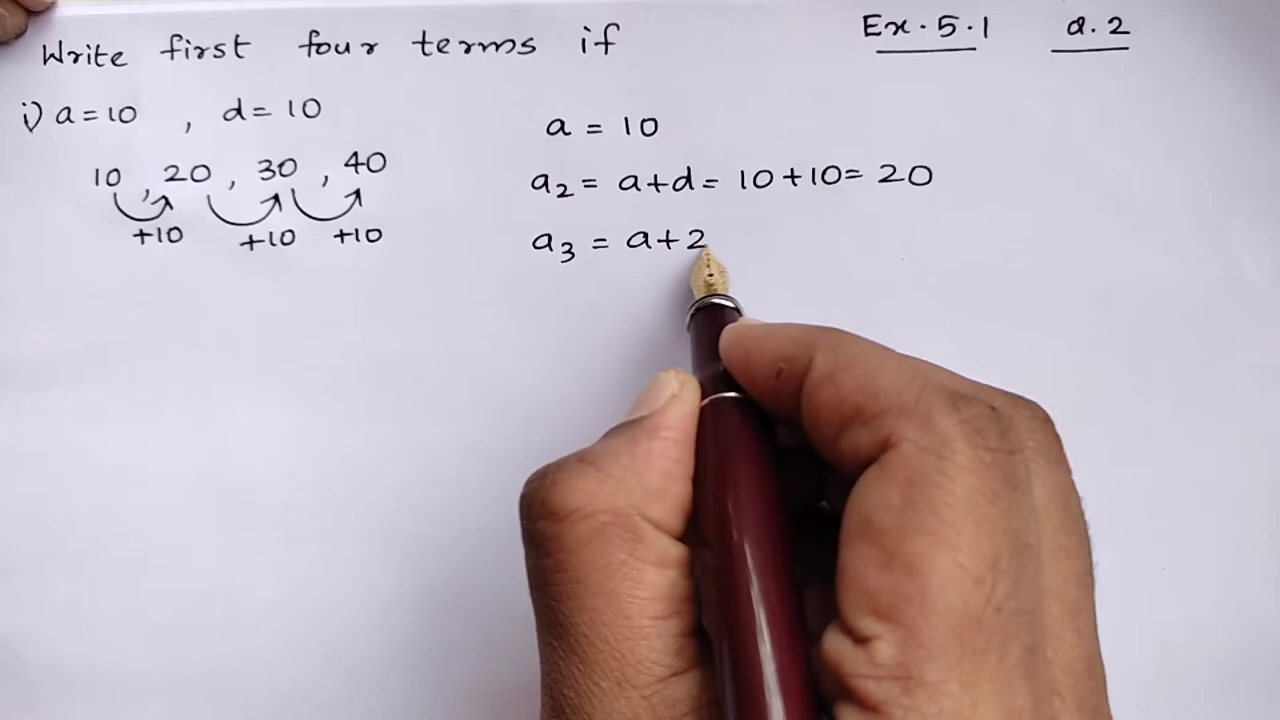 Write first four terms if
Ex. 5.1 Q.2
i) a = 10 , d = 10
10 , 20 , 30 , 40
+10 +10 +10
a = 10
a2 = a+d = 10+10= 20
a3 = a+2